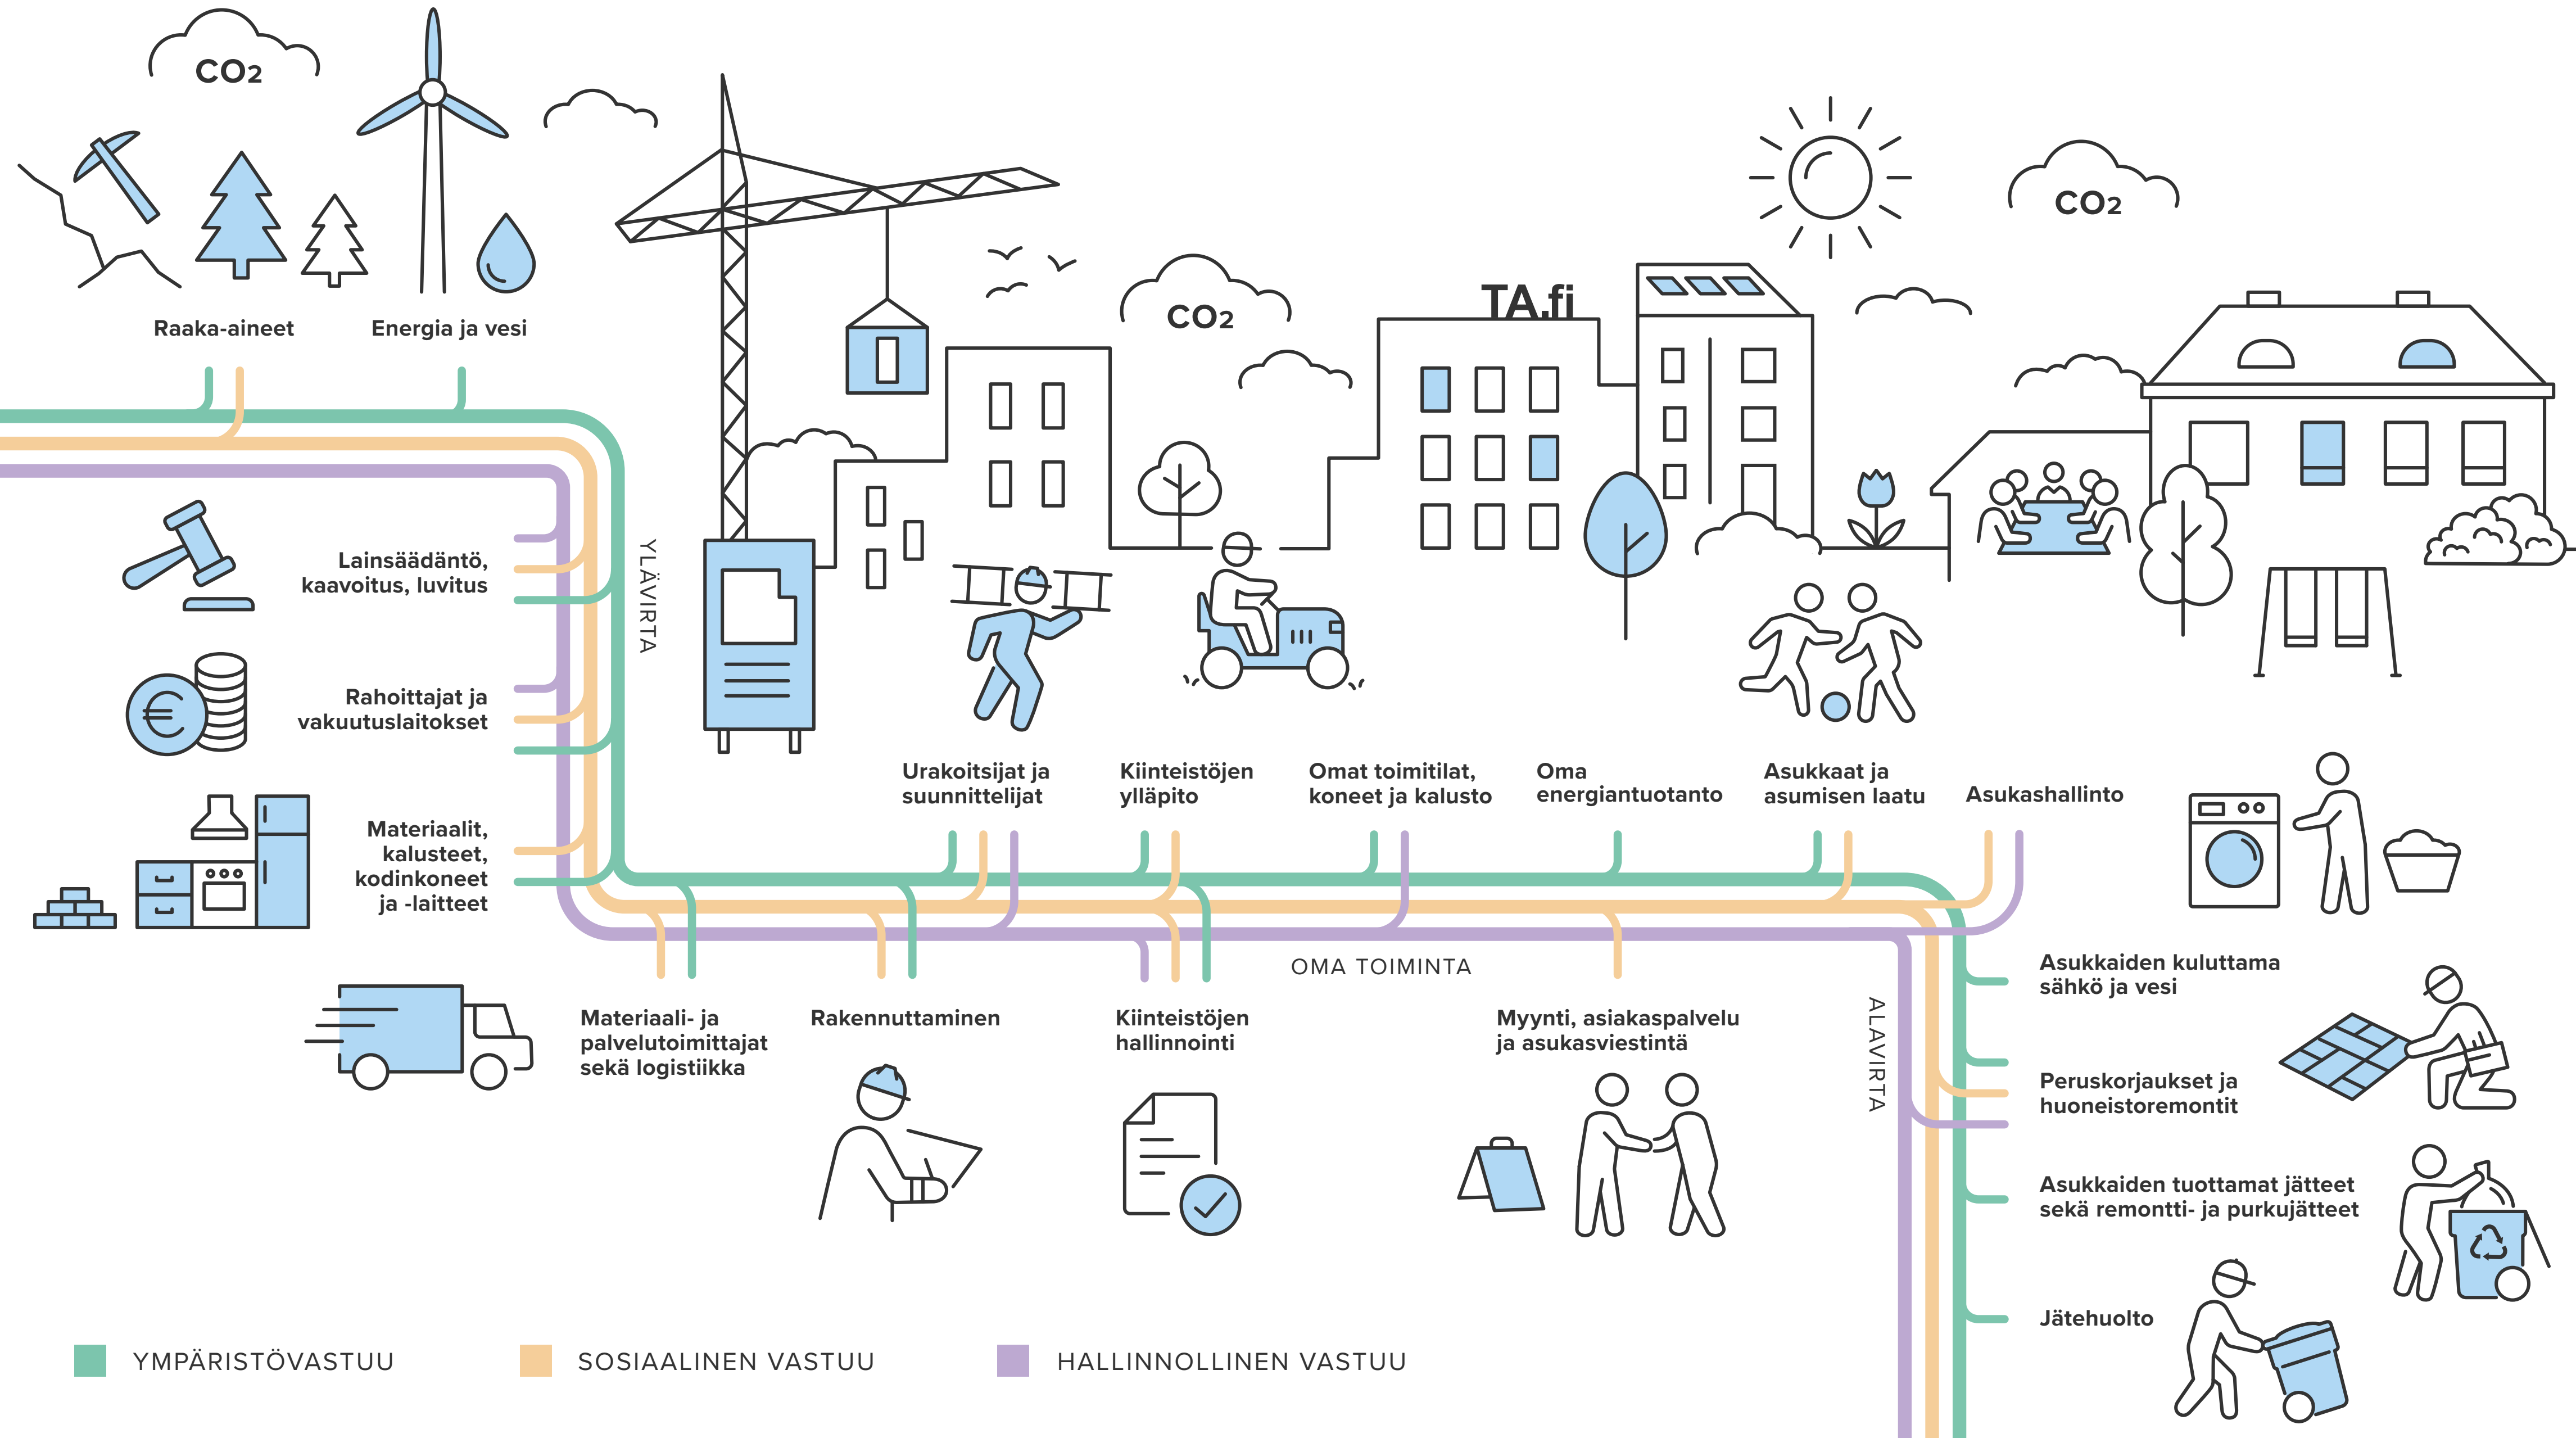 CO2
Raaka-aineet
Energia ja vesi
CO2
TA.fi
CO2
Lainsäädäntö,
kaavoitus, luvitus
Rahoittajat ja
vakuutuslaitokset
Materiaalit,
kalusteet,
kodinkoneet
ja -laitteet
YLÄVIRTA
Urakoitsijat ja
suunnittelijat
Kiinteistöjen
ylläpito
Omat toimitilat,
koneet ja kalusto
Oma
energiantuotanto
Asukkaat ja
asumisen laatu
Asukashallinto
OMA TOIMINTA
Materiaali- ja
palvelutoimittajat
sekä logistiikka
Rakennuttaminen
Kiinteistöjen
hallinnointi
Myynti, asiakaspalvelu
ja asukasviestintä
ALAVIRTA
Asukkaiden kuluttama
sähkö ja vesi
Peruskorjaukset ja
huoneistoremontit
Asukkaiden tuottamat jätteet
sekä remontti- ja purkujätteet
Jätehuolto
YMPÄRISTÖVASTUU
SOSIAALINEN VASTUU
HALLINNOLLINEN VASTUU